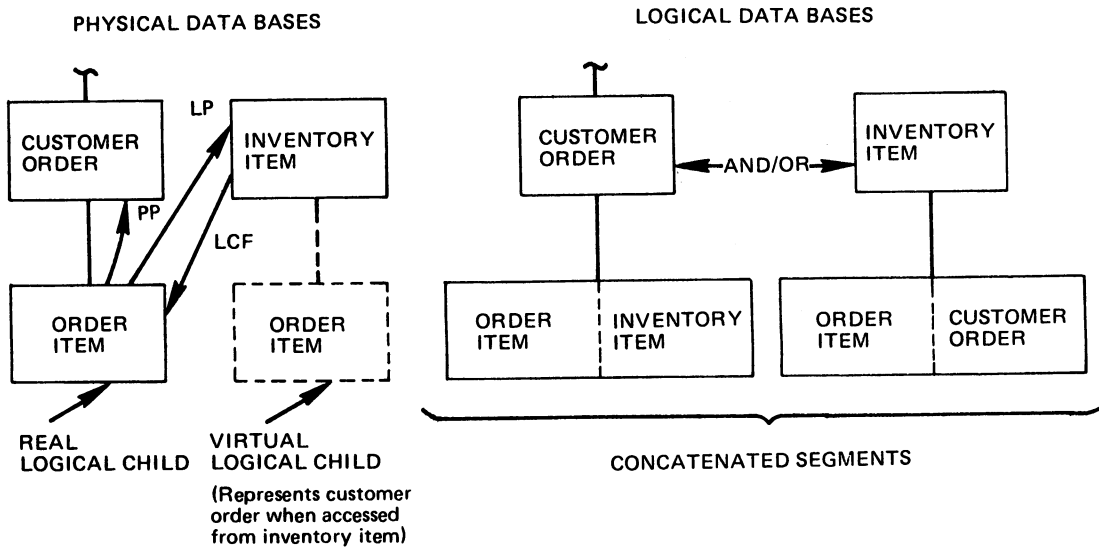 PHYSICAL DATA BASES
CUSTOMER
ORDER
LP
INVENTORY
ITEM
PP
LCF
ORDER
ITEM
ORDER
ITEM
REAL
LOGICAL CHILD
VIRTUAL
LOGICAL CHILD
(Represents customer
order when accessed
from inventory item)
LOGICAL DATA BASES
CUSTOMER
ORDER
AND/OR
INVENTORY
ITEM
ORDER
ITEM
INVENTORY
ITEM
ORDER
ITEM
CUSTOMER
ORDER
CONCATENATED SEGMENTS